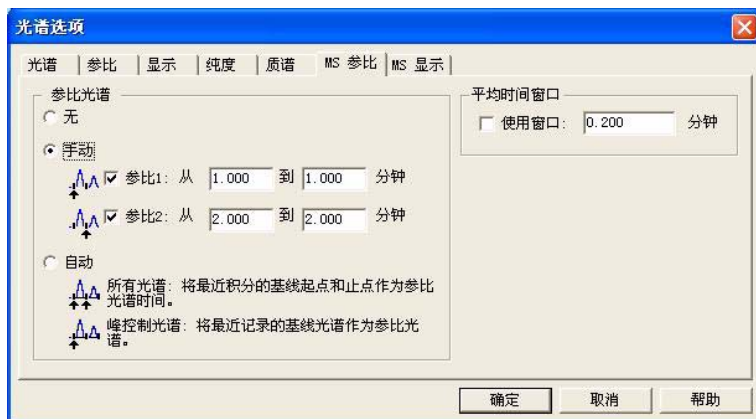 光谱选项
光谱 参比 显示 纯度 质谱 MS 参比 MS 显示
参比光谱
无
手动
参比1: 从 1.000 到 1.000 分钟
参比2: 从 2.000 到 2.000 分钟
自动
所有光谱: 将最近积分的基线起点和止点作为参比
光谱时间。
峰控制光谱: 将最近记录的基线光谱作为参比光
谱。
平均时间窗口
使用窗口: 0.200 分钟
确定 取消 帮助